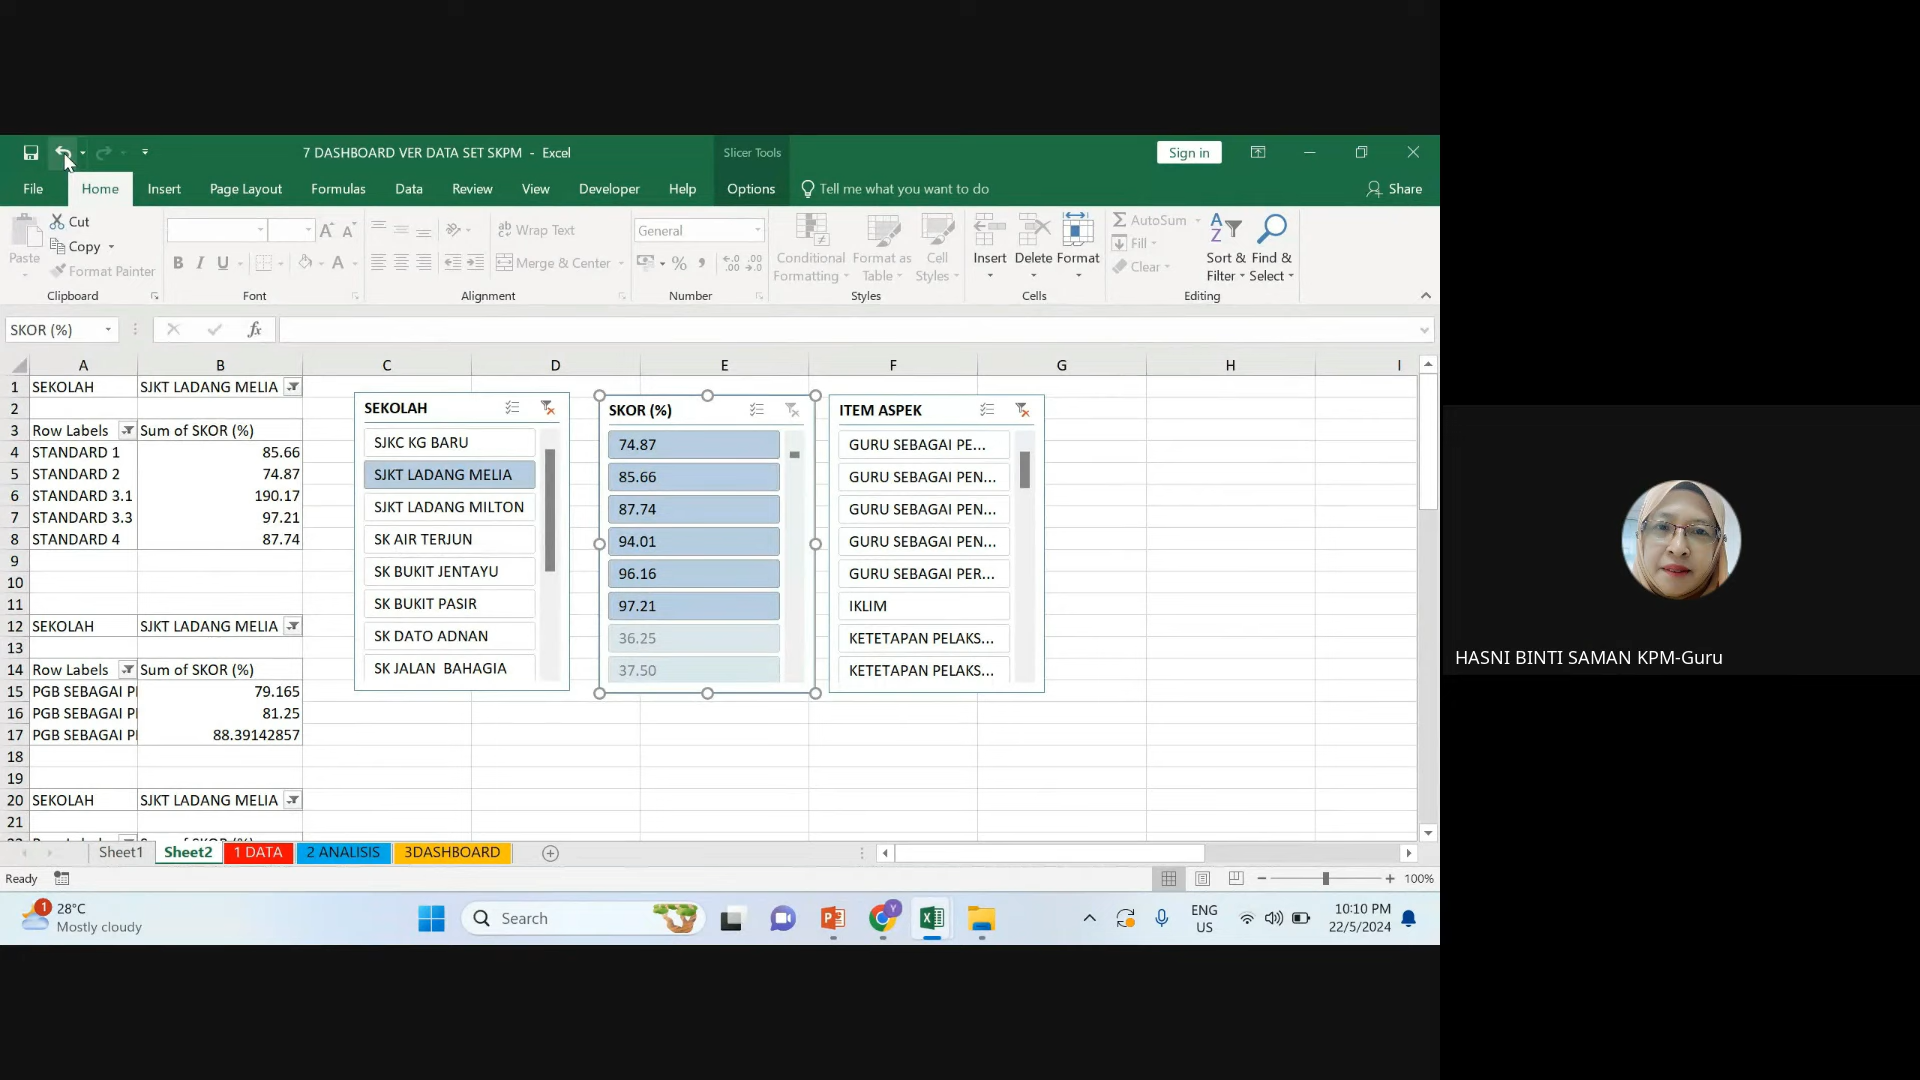 7 DASHBOARD VER DATA SET SKPM - Excel
Slicer Tools
Sign in
File Home Insert Page Layout Formulas Data Review View Developer Help Options Tell me what you want to do Share
Paste
Cut
Copy
Format Painter
Clipboard
B I U
Font
Wrap Text
Merge & Center
Alignment
General
Number
Conditional Formatting
Format as Table
Cell Styles
Styles
Insert Delete Format
Cells
AutoSum
Fill
Clear
Sort & Filter
Find & Select
Editing
SKOR (%)
fx
A B C D E F G H I
1 SEKOLAH SJKT LADANG MELIA
2
3 Row Labels Sum of SKOR (%)
4 STANDARD 1 85.66
5 STANDARD 2 74.87
6 STANDARD 3.1 190.17
7 STANDARD 3.3 97.21
8 STANDARD 4 87.74
9
10
11
12 SEKOLAH SJKT LADANG MELIA
13
14 Row Labels Sum of SKOR (%)
15 PGB SEBAGAI 79.165
16 PGB SEBAGAI 81.25
17 PGB SEBAGAI 88.39142857
18
19
20 SEKOLAH SJKT LADANG MELIA
21
SEKOLAH
SJKC KG BARU
SJKT LADANG MELIA
SJKT LADANG MILTON
SK AIR TERJUN
SK BUKIT JENTAYU
SK BUKIT PASIR
SK DATO ADNAN
SK JALAN BAHAGIA
SKOR (%)
74.87
85.66
87.74
94.01
96.16
97.21
36.25
37.50
ITEM ASPEK
GURU SEBAGAI PE...
GURU SEBAGAI PEN...
GURU SEBAGAI PEN...
GURU SEBAGAI PEN...
GURU SEBAGAI PER...
IKLIM
KETETAPAN PELAKS...
KETETAPAN PELAKS...
Sheet1 Sheet2 1 DATA 2 ANALISIS 3DASHBOARD
Ready
100%
1
28°C
Mostly cloudy
Search
ENG
US
10:10 PM
22/5/2024
HASNI BINTI SAMAN KPM-Guru